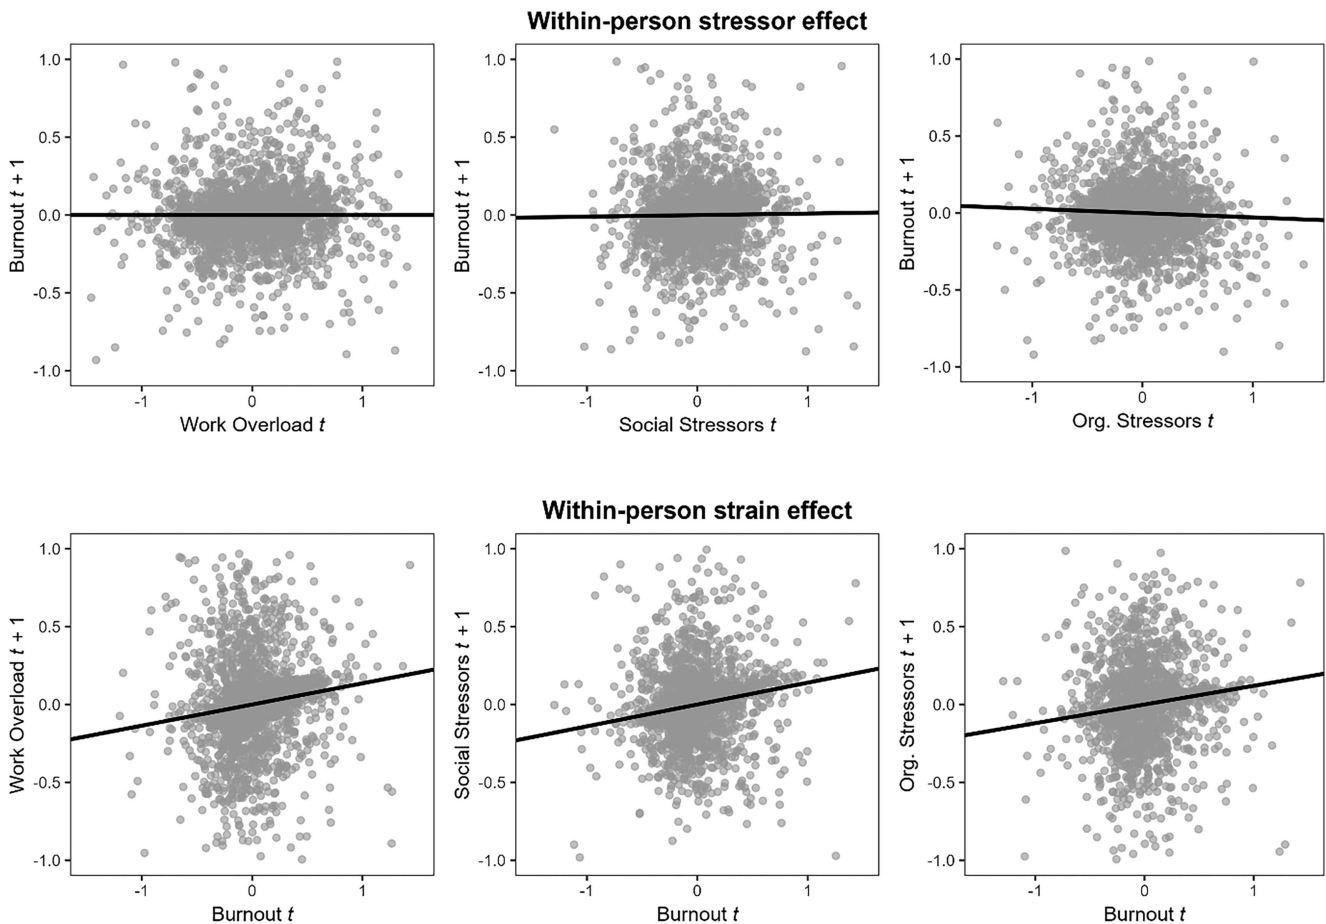 Within-person stressor effect
1.0
0.5
0.0
-0.5
-1.0
Burnout t + 1
-1 0 1
Work Overload t
1.0
0.5
0.0
-0.5
-1.0
Burnout t + 1
-1 0 1
Social Stressors t
1.0
0.5
0.0
-0.5
-1.0
Burnout t + 1
-1 0 1
Org. Stressors t
Within-person strain effect
1.0
0.5
0.0
-0.5
-1.0
Work Overload t + 1
-1 0 1
Burnout t
1.0
0.5
0.0
-0.5
-1.0
Social Stressors t + 1
-1 0 1
Burnout t
1.0
0.5
0.0
-0.5
-1.0
Org. Stressors t + 1
-1 0 1
Burnout t